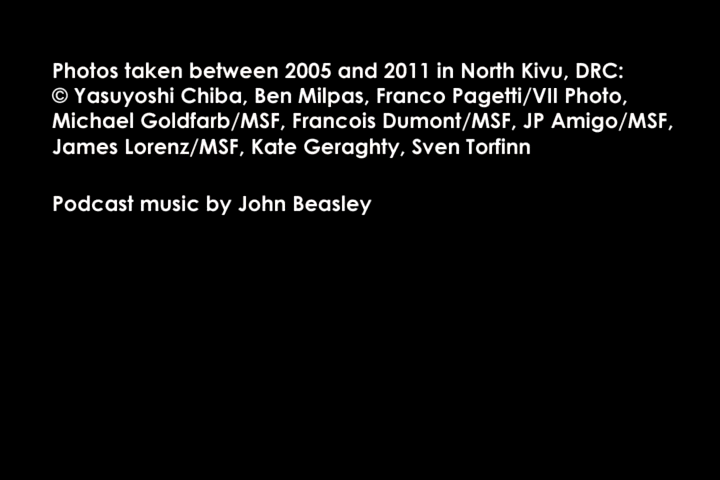 Photos taken between 2005 and 2011 in North Kivu, DRC:
© Yasuyoshi Chiba, Ben Milpas, Franco Pagetti/VII Photo,
Michael Goldfarb/MSF, Francois Dumont/MSF, JP Amigo/MSF,
James Lorenz/MSF, Kate Geraghty, Sven Torfinn
Podcast music by John Beasley